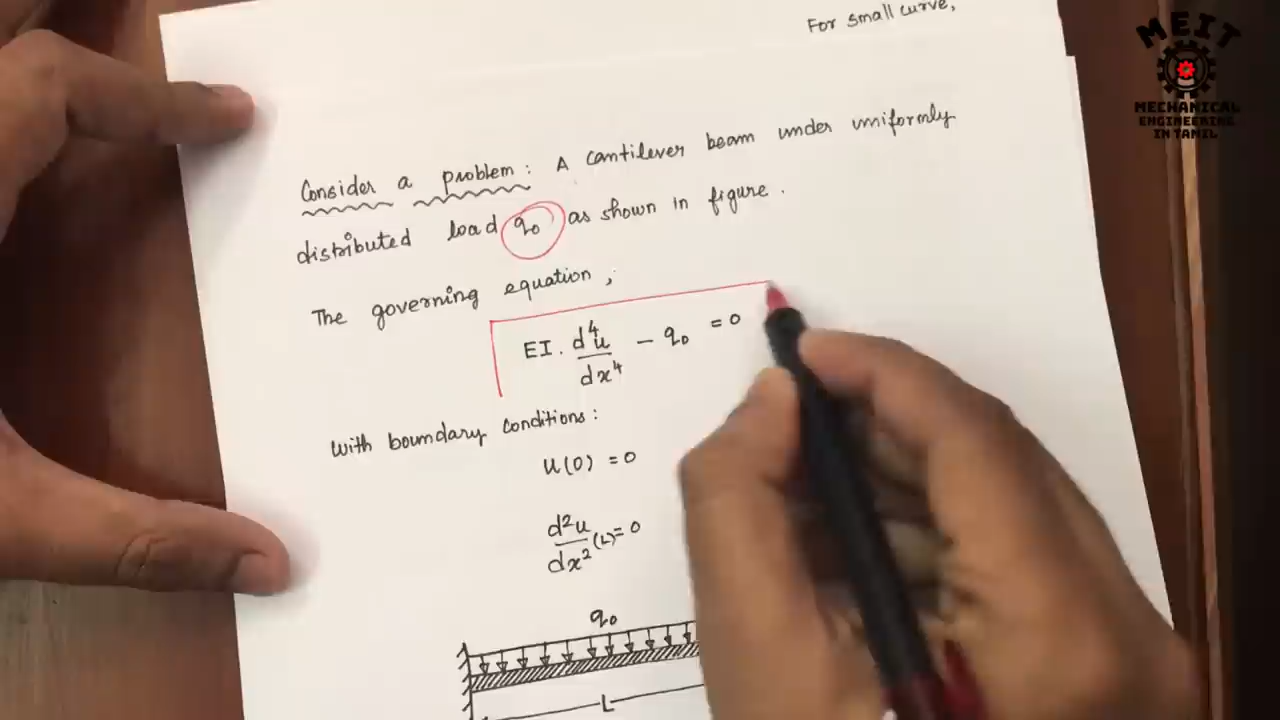 For small curve,
MEIT
MECHANICAL
ENGINEERING
IN TAMIL
Consider a problem: A cantilever beam under uniformly
distributed load q₀ as shown in figure.
The governing equation,
EI. d⁴u/dx⁴ - q₀ = 0
With boundary conditions:
u(0) = 0
d²u/dx² (L) = 0
q₀
L